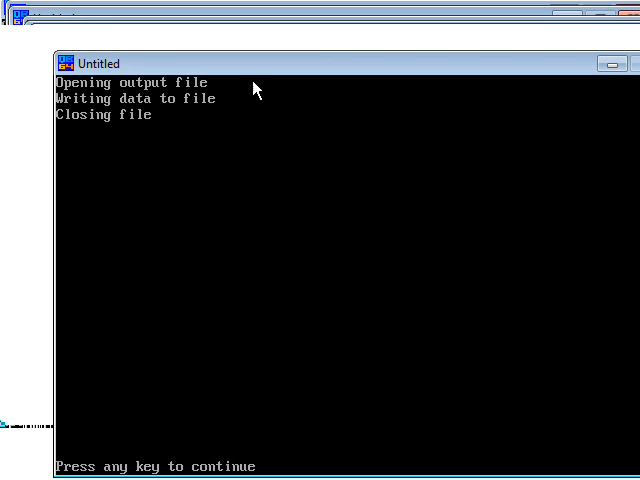 Untitled
Opening output file
Writing data to file
Closing file
Press any key to continue